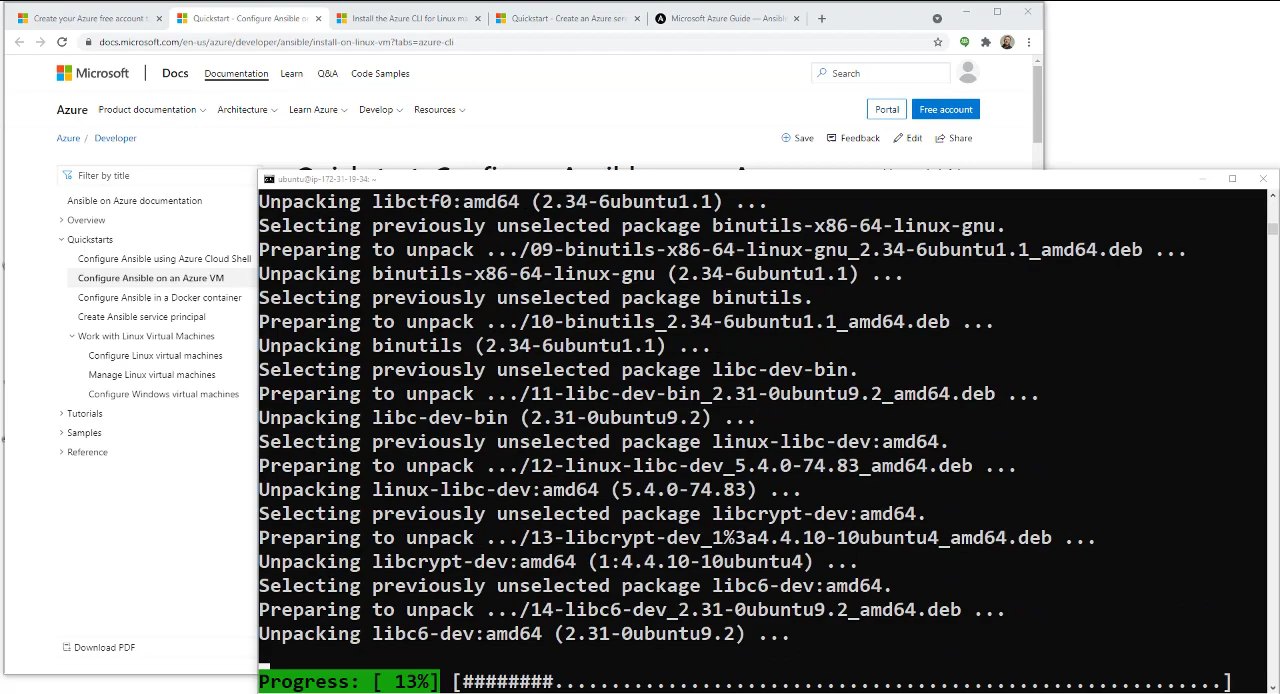 Create your Azure free account t
Quickstart - Configure Ansible o
Install the Azure CLI for Linux m
Quickstart - Create an Azure ser
Microsoft Azure Guide — Ansibl
docs.microsoft.com/en-us/azure/developer/ansible/install-on-linux-vm?tabs=azure-cli
Microsoft Docs Documentation Learn Q&A Code Samples Search
Azure Product documentation Architecture Learn Azure Develop Resources Portal Free account
Azure / Developer Save Feedback Edit Share
Filter by title
Ansible on Azure documentation
Overview
Quickstarts
Configure Ansible using Azure Cloud Shell
Configure Ansible on an Azure VM
Configure Ansible in a Docker container
Create Ansible service principal
Work with Linux Virtual Machines
Configure Linux virtual machines
Manage Linux virtual machines
Configure Windows virtual machines
Tutorials
Samples
Reference
Download PDF
ubuntu@ip-172-31-19-34: ~
Unpacking libctf0:amd64 (2.34-6ubuntu1.1) ...
Selecting previously unselected package binutils-x86-64-linux-gnu.
Preparing to unpack .../09-binutils-x86-64-linux-gnu_2.34-6ubuntu1.1_amd64.deb ...
Unpacking binutils-x86-64-linux-gnu (2.34-6ubuntu1.1) ...
Selecting previously unselected package binutils.
Preparing to unpack .../10-binutils_2.34-6ubuntu1.1_amd64.deb ...
Unpacking binutils (2.34-6ubuntu1.1) ...
Selecting previously unselected package libc-dev-bin.
Preparing to unpack .../11-libc-dev-bin_2.31-0ubuntu9.2_amd64.deb ...
Unpacking libc-dev-bin (2.31-0ubuntu9.2) ...
Selecting previously unselected package linux-libc-dev:amd64.
Preparing to unpack .../12-linux-libc-dev_5.4.0-74.83_amd64.deb ...
Unpacking linux-libc-dev:amd64 (5.4.0-74.83) ...
Selecting previously unselected package libcrypt-dev:amd64.
Preparing to unpack .../13-libcrypt-dev_1%3a4.4.10-10ubuntu4_amd64.deb ...
Unpacking libcrypt-dev:amd64 (1:4.4.10-10ubuntu4) ...
Selecting previously unselected package libc6-dev:amd64.
Preparing to unpack .../14-libc6-dev_2.31-0ubuntu9.2_amd64.deb ...
Unpacking libc6-dev:amd64 (2.31-0ubuntu9.2) ...
Progress: [ 13%] [########...........................................................]